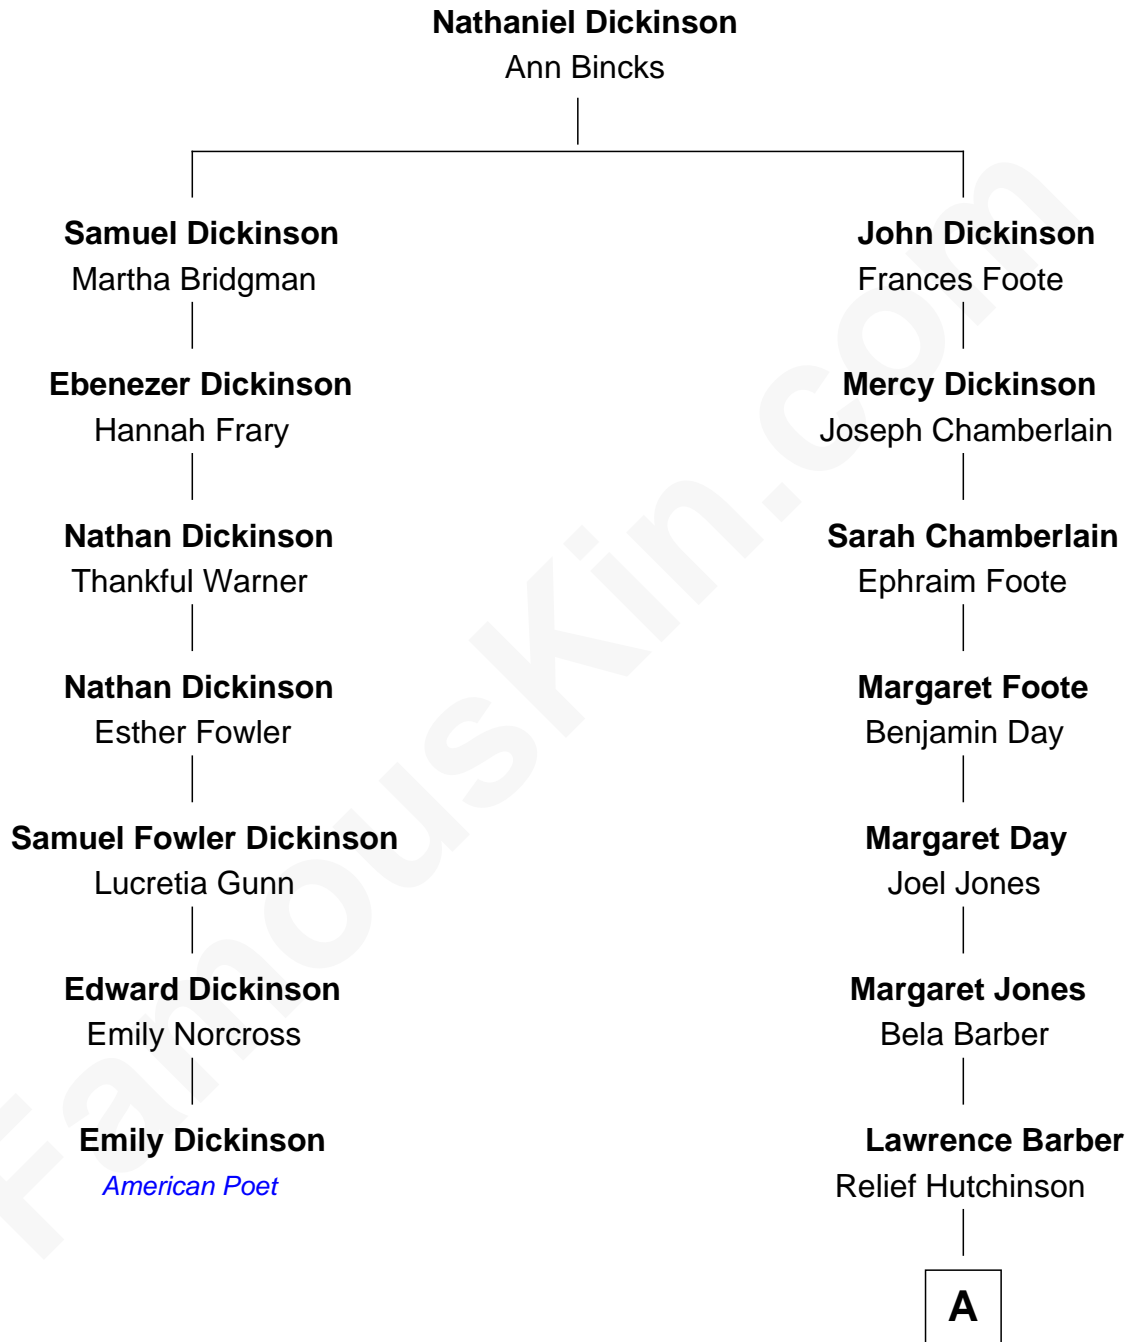 Nathaniel Dickinson
Ann Bincks
Samuel Dickinson
Martha Bridgman
Ebenezer Dickinson
Hannah Frary
Nathan Dickinson
Thankful Warner
Nathan Dickinson
Esther Fowler
Samuel Fowler Dickinson
Lucretia Gunn
Edward Dickinson
Emily Norcross
Emily Dickinson
American Poet
John Dickinson
Frances Foote
Mercy Dickinson
Joseph Chamberlain
Sarah Chamberlain
Ephraim Foote
Margaret Foote
Benjamin Day
Margaret Day
Joel Jones
Margaret Jones
Bela Barber
Lawrence Barber
Relief Hutchinson
A
FamousKin.com